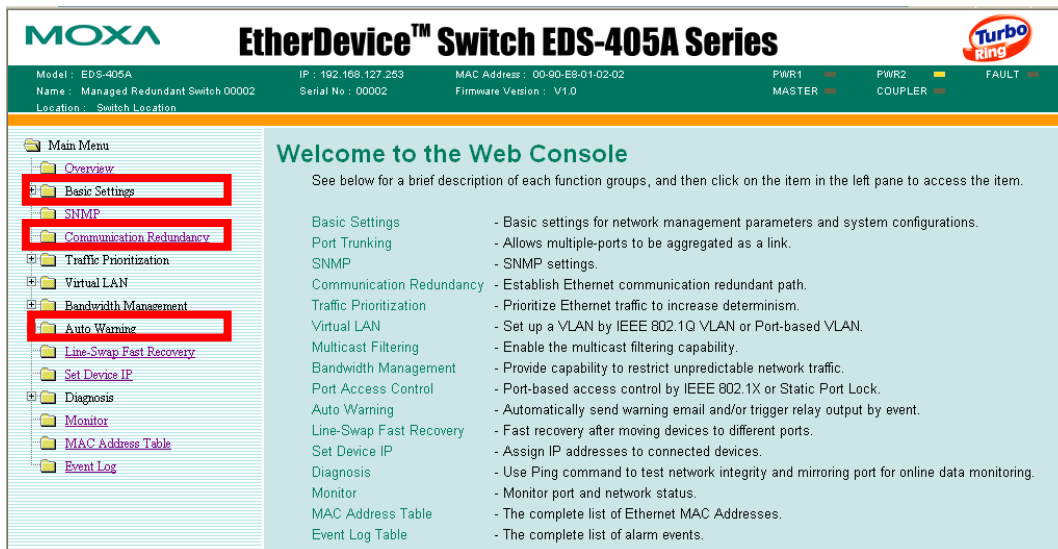 MOXA EtherDevice™ Switch EDS-405A Series Turbo Ring
Model : EDS-405A IP : 192.168.127.253 MAC Address : 00-90-E8-01-02-02 PWR1 PWR2 FAULT
Name : Managed Redundant Switch 00002 Serial No : 00002 Firmware Version : V1.0 MASTER COUPLER
Location : Switch Location
Main Menu
Overview
Basic Settings
SNMP
Communication Redundancy
Traffic Prioritization
Virtual LAN
Bandwidth Management
Auto Warning
Line-Swap Fast Recovery
Set Device IP
Diagnosis
Monitor
MAC Address Table
Event Log
Welcome to the Web Console
See below for a brief description of each function groups, and then click on the item in the left pane to access the item.
Basic Settings - Basic settings for network management parameters and system configurations.
Port Trunking - Allows multiple-ports to be aggregated as a link.
SNMP - SNMP settings.
Communication Redundancy - Establish Ethernet communication redundant path.
Traffic Prioritization - Prioritize Ethernet traffic to increase determinism.
Virtual LAN - Set up a VLAN by IEEE 802.1Q VLAN or Port-based VLAN.
Multicast Filtering - Enable the multicast filtering capability.
Bandwidth Management - Provide capability to restrict unpredictable network traffic.
Port Access Control - Port-based access control by IEEE 802.1X or Static Port Lock.
Auto Warning - Automatically send warning email and/or trigger relay output by event.
Line-Swap Fast Recovery - Fast recovery after moving devices to different ports.
Set Device IP - Assign IP addresses to connected devices.
Diagnosis - Use Ping command to test network integrity and mirroring port for online data monitoring.
Monitor - Monitor port and network status.
MAC Address Table - The complete list of Ethernet MAC Addresses.
Event Log Table - The complete list of alarm events.